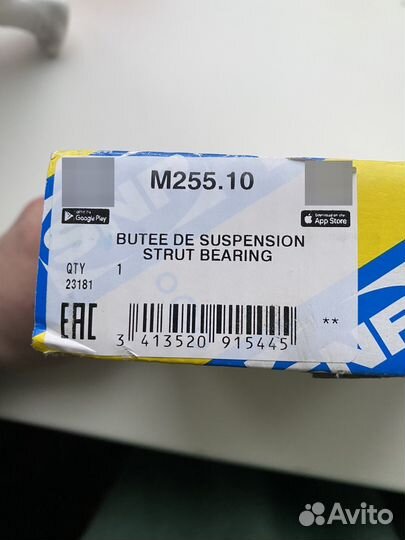 M255.10
Google Play
App Store
BUTEE DE SUSPENSION
STRUT BEARING
QTY 1
23181
EAC
**
3 413520 915445
SNR
Avito